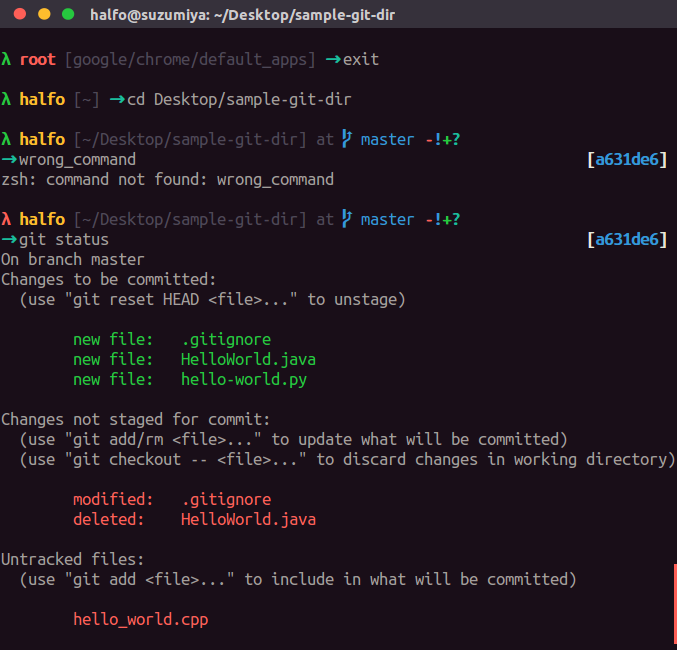 halfo@suzumiya: ~/Desktop/sample-git-dir
λ root [google/chrome/default_apps] →exit
λ halfo [~] →cd Desktop/sample-git-dir
λ halfo [~/Desktop/sample-git-dir] at master -!+?
→wrong_command [a631de6]
zsh: command not found: wrong_command
λ halfo [~/Desktop/sample-git-dir] at master -!+?
→git status [a631de6]
On branch master
Changes to be committed:
(use "git reset HEAD <file>..." to unstage)
new file: .gitignore
new file: HelloWorld.java
new file: hello-world.py
Changes not staged for commit:
(use "git add/rm <file>..." to update what will be committed)
(use "git checkout -- <file>..." to discard changes in working directory)
modified: .gitignore
deleted: HelloWorld.java
Untracked files:
(use "git add <file>..." to include in what will be committed)
hello_world.cpp